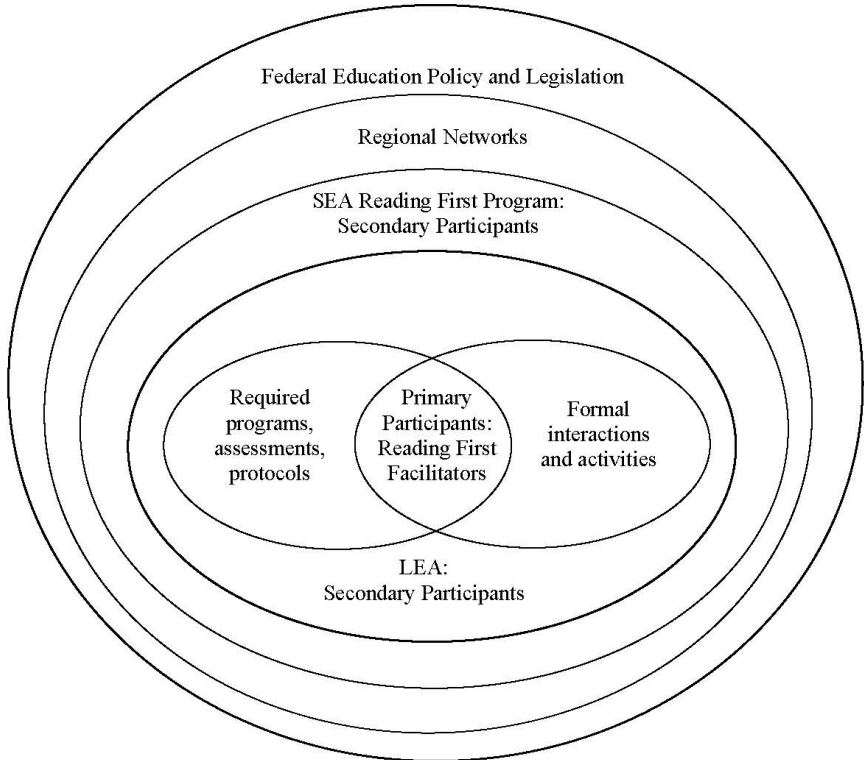 Federal Education Policy and Legislation
Regional Networks
SEA Reading First Program:
Secondary Participants
Required
programs,
assessments,
protocols
Primary
Participants:
Reading First
Facilitators
Formal
interactions
and activities
LEA:
Secondary Participants